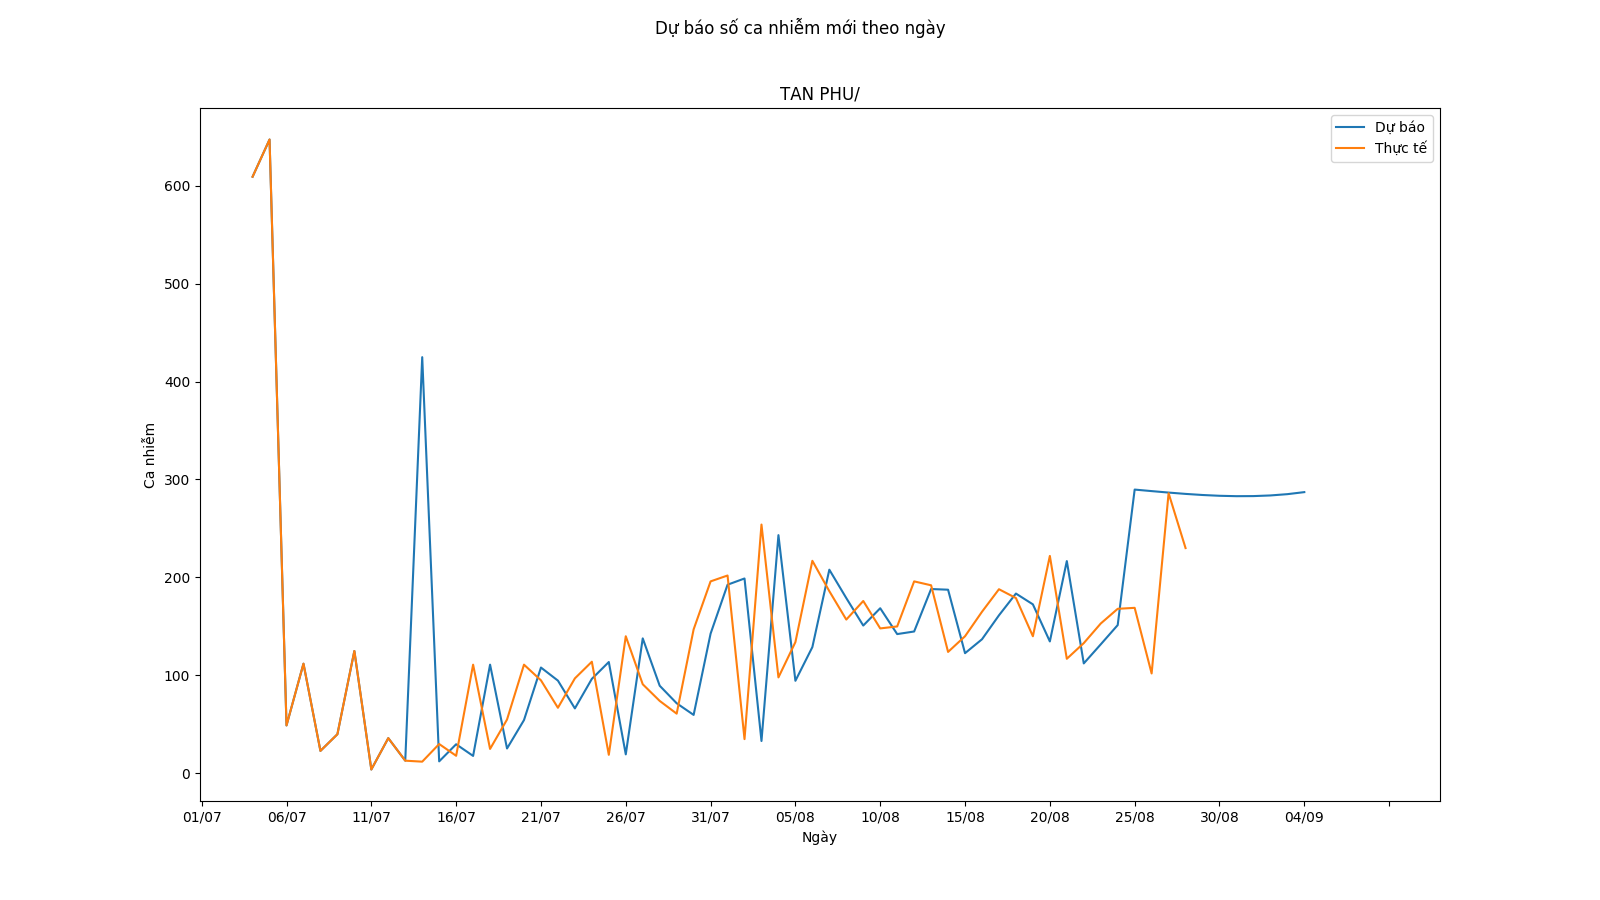 Dự báo số ca nhiễm mới theo ngày
TAN PHU/
Dự báo
Thực tế
600
500
400
300
200
100
0
Ca nhiễm
01/07 06/07 11/07 16/07 21/07 26/07 31/07 05/08 10/08 15/08 20/08 25/08 30/08 04/09
Ngày